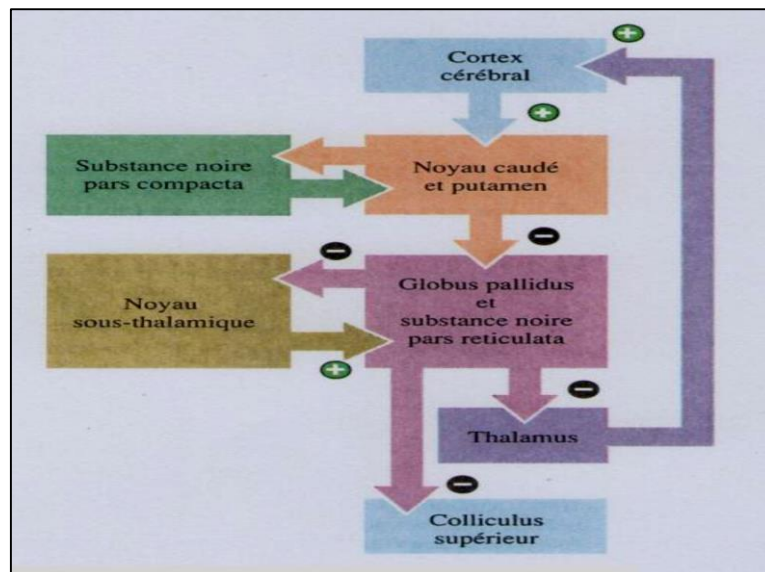 Cortex
cérébral
Substance noire
pars compacta
Noyau caudé
et putamen
Noyau
sous-thalamique
Globus pallidus
et
substance noire
pars reticulata
Thalamus
Colliculus
supérieur